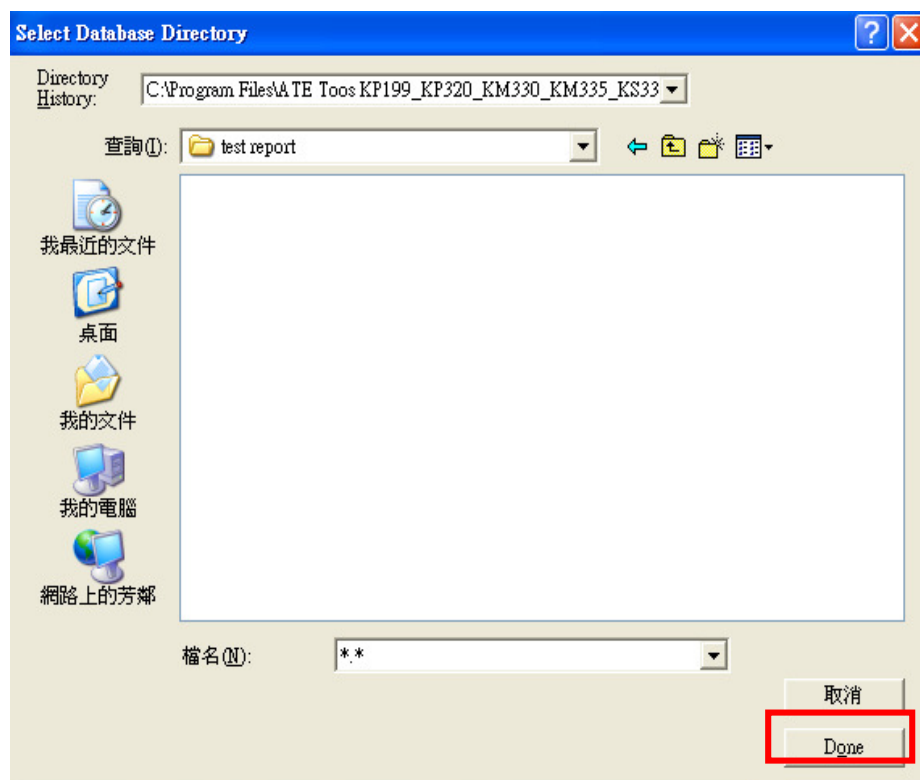 Select Database Directory
Directory
History:
C:\Program Files\ATE Toos KP199_KP320_KM330_KM335_KS33
查詢(I):
test report
我最近的文件
桌面
我的文件
我的電腦
網路上的芳鄰
檔名(N):
*.*
取消
Done